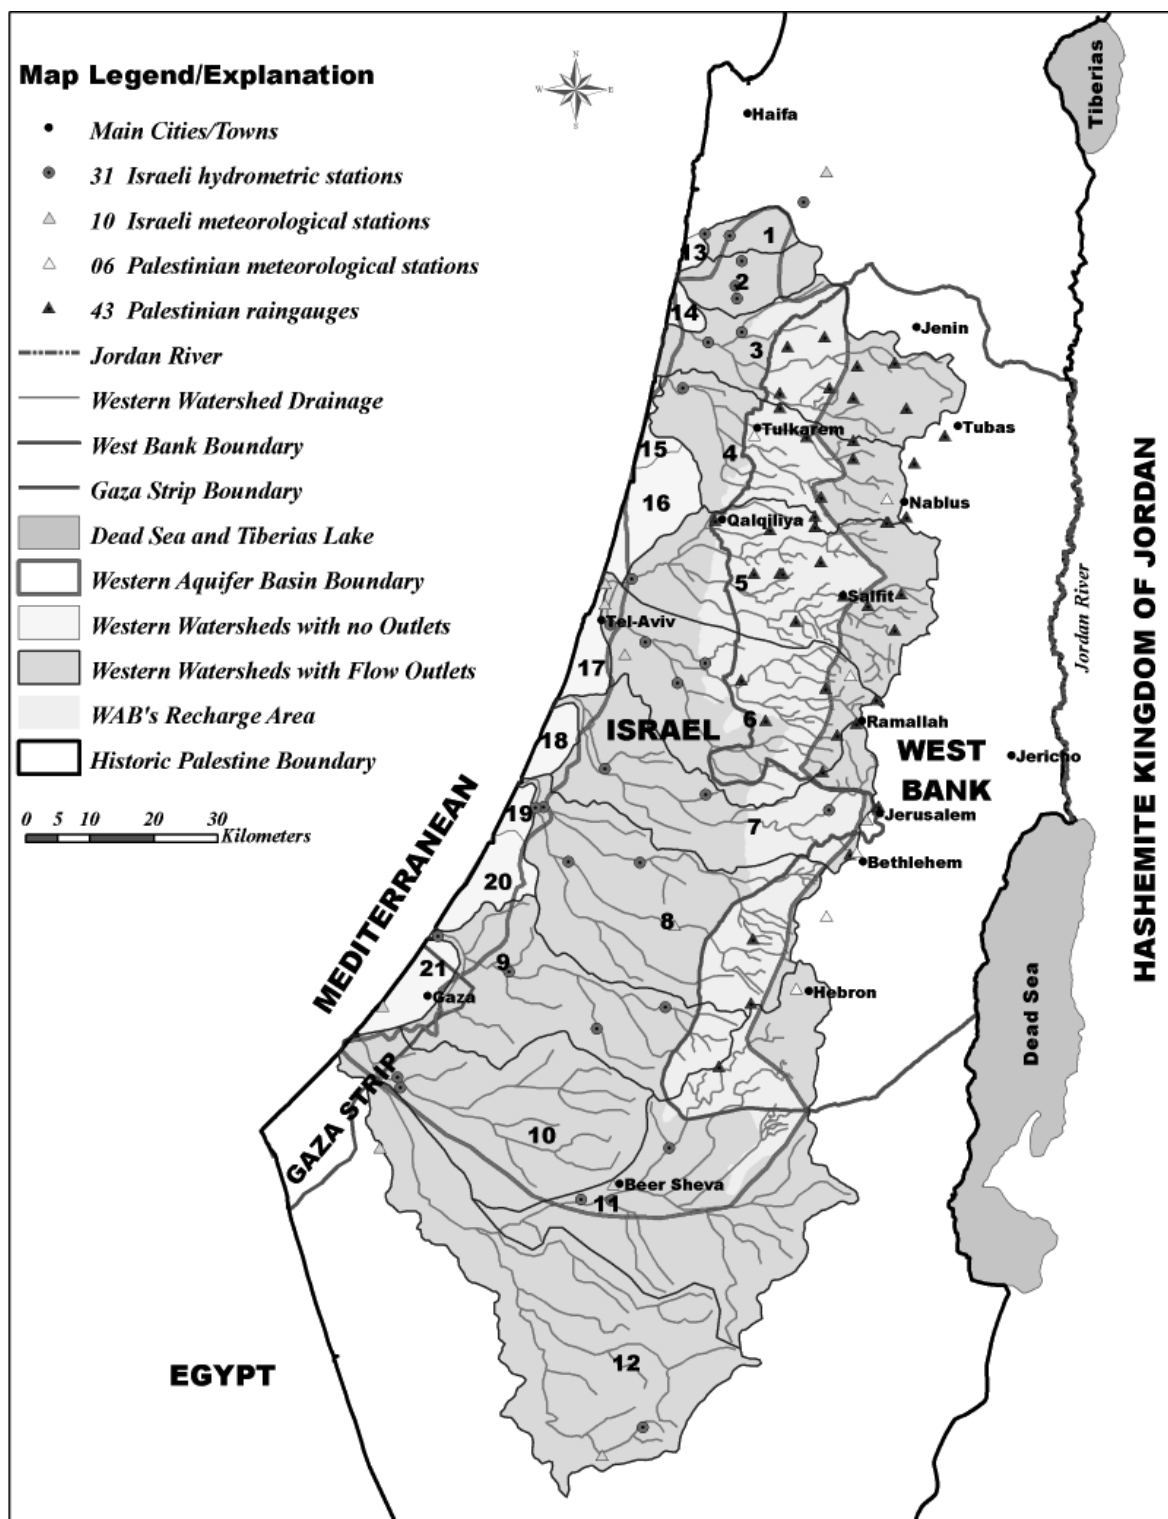 Map Legend/Explanation
Main Cities/Towns
31 Israeli hydrometric stations
10 Israeli meteorological stations
06 Palestinian meteorological stations
43 Palestinian raingauges
Jordan River
Western Watershed Drainage
West Bank Boundary
Gaza Strip Boundary
Dead Sea and Tiberias Lake
Western Aquifer Basin Boundary
Western Watersheds with no Outlets
Western Watersheds with Flow Outlets
WAB's Recharge Area
Historic Palestine Boundary
0 5 10 20 30
Kilometers
N
W E
S
Tiberias
Haifa
1
13
2
14
Jenin
3
Tulkarem
Tubas
15
4
16
Nablus
Qalqiliya
5
Salfit
Tel-Aviv
17
ISRAEL
6
Ramallah
18
WEST
BANK
Jericho
19
7
Jerusalem
Bethlehem
20
8
9
21
Gaza
Hebron
10
Beer Sheva
11
12
MEDITERRANEAN
GAZA STRIP
EGYPT
Dead Sea
Jordan River
HASHEMITE KINGDOM OF JORDAN